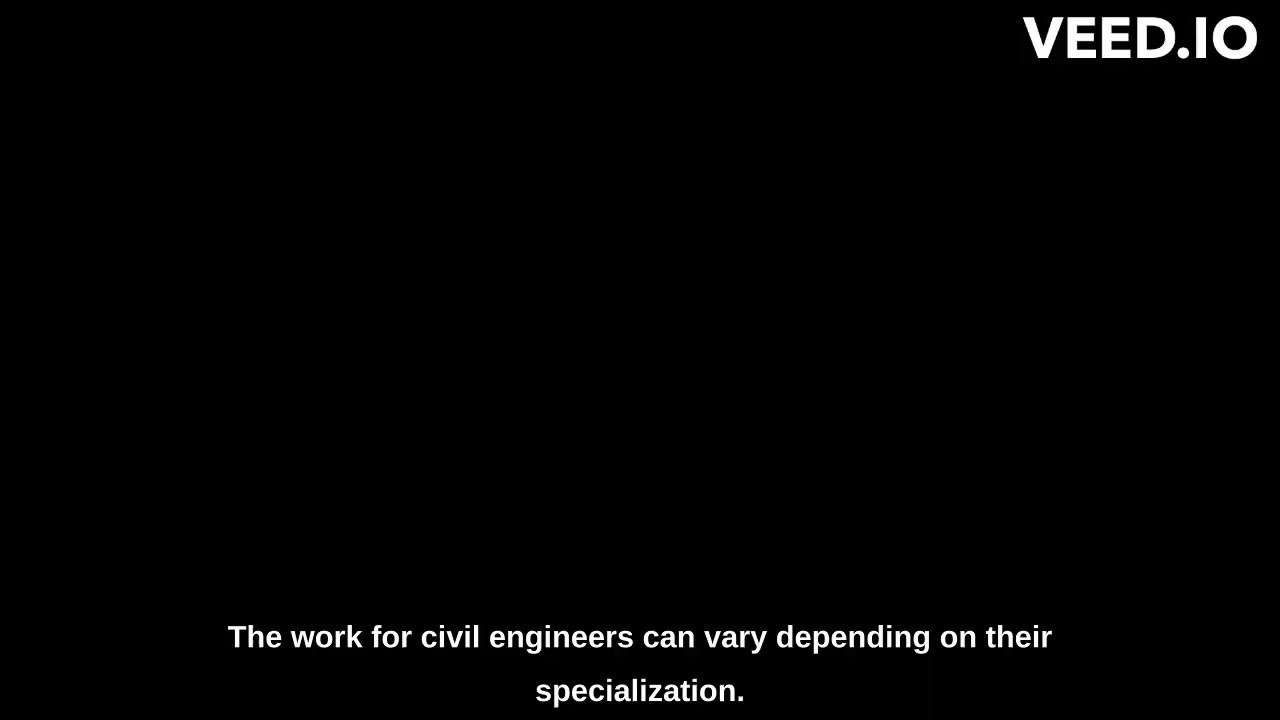 VEED.IO
The work for civil engineers can vary depending on their
specialization.